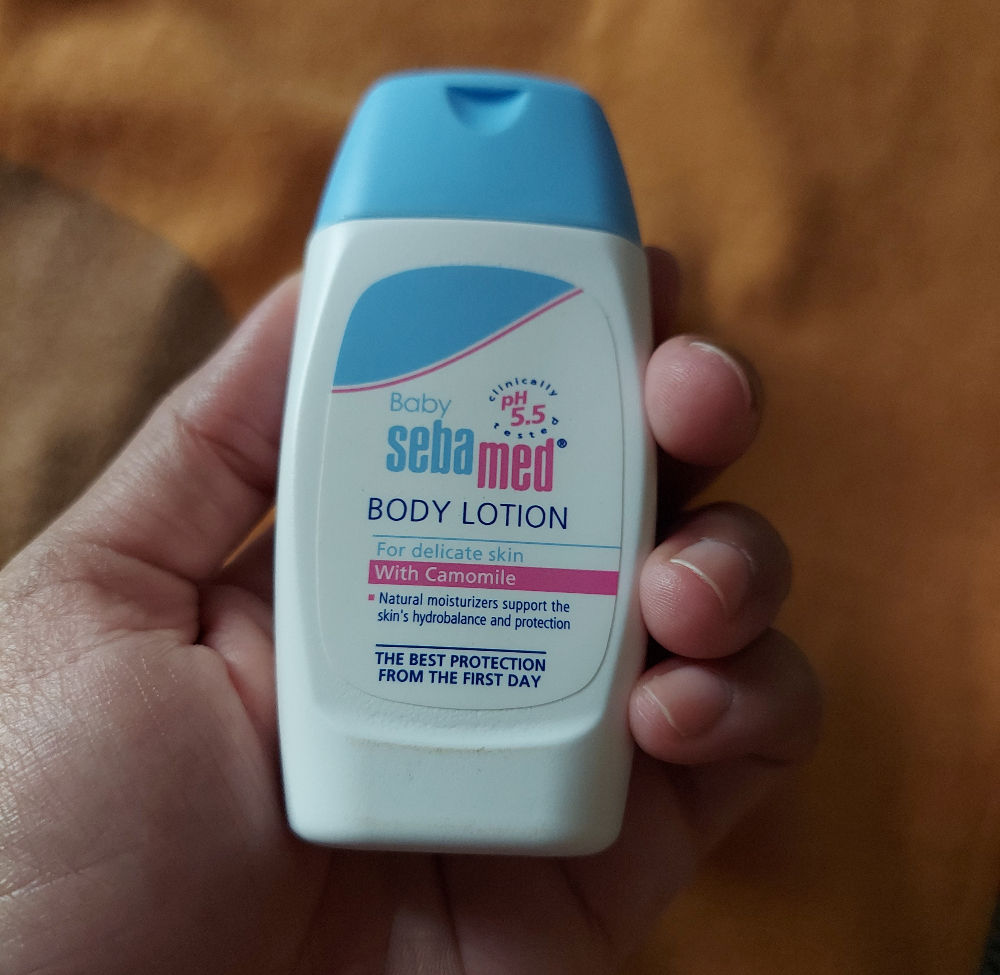 clinically
pH
5.5
tested
Baby
sebamed®
BODY LOTION
For delicate skin
With Camomile
Natural moisturizers support the
skin's hydrobalance and protection
THE BEST PROTECTION
FROM THE FIRST DAY